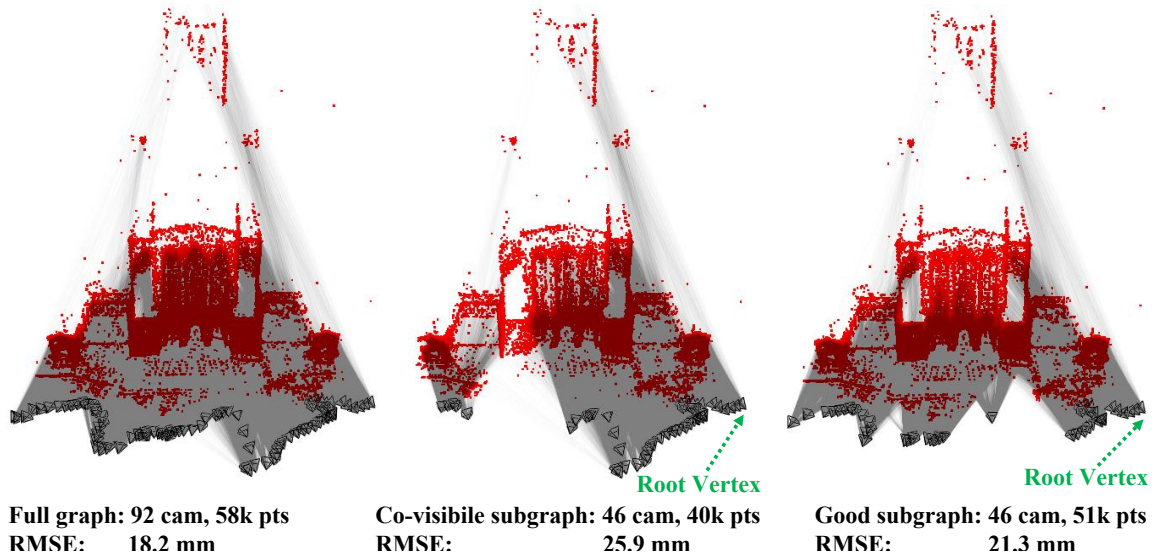 Root Vertex
Root Vertex
Full graph: 92 cam, 58k pts
RMSE: 18.2 mm
Co-visibile subgraph: 46 cam, 40k pts
RMSE: 25.9 mm
Good subgraph: 46 cam, 51k pts
RMSE: 21.3 mm